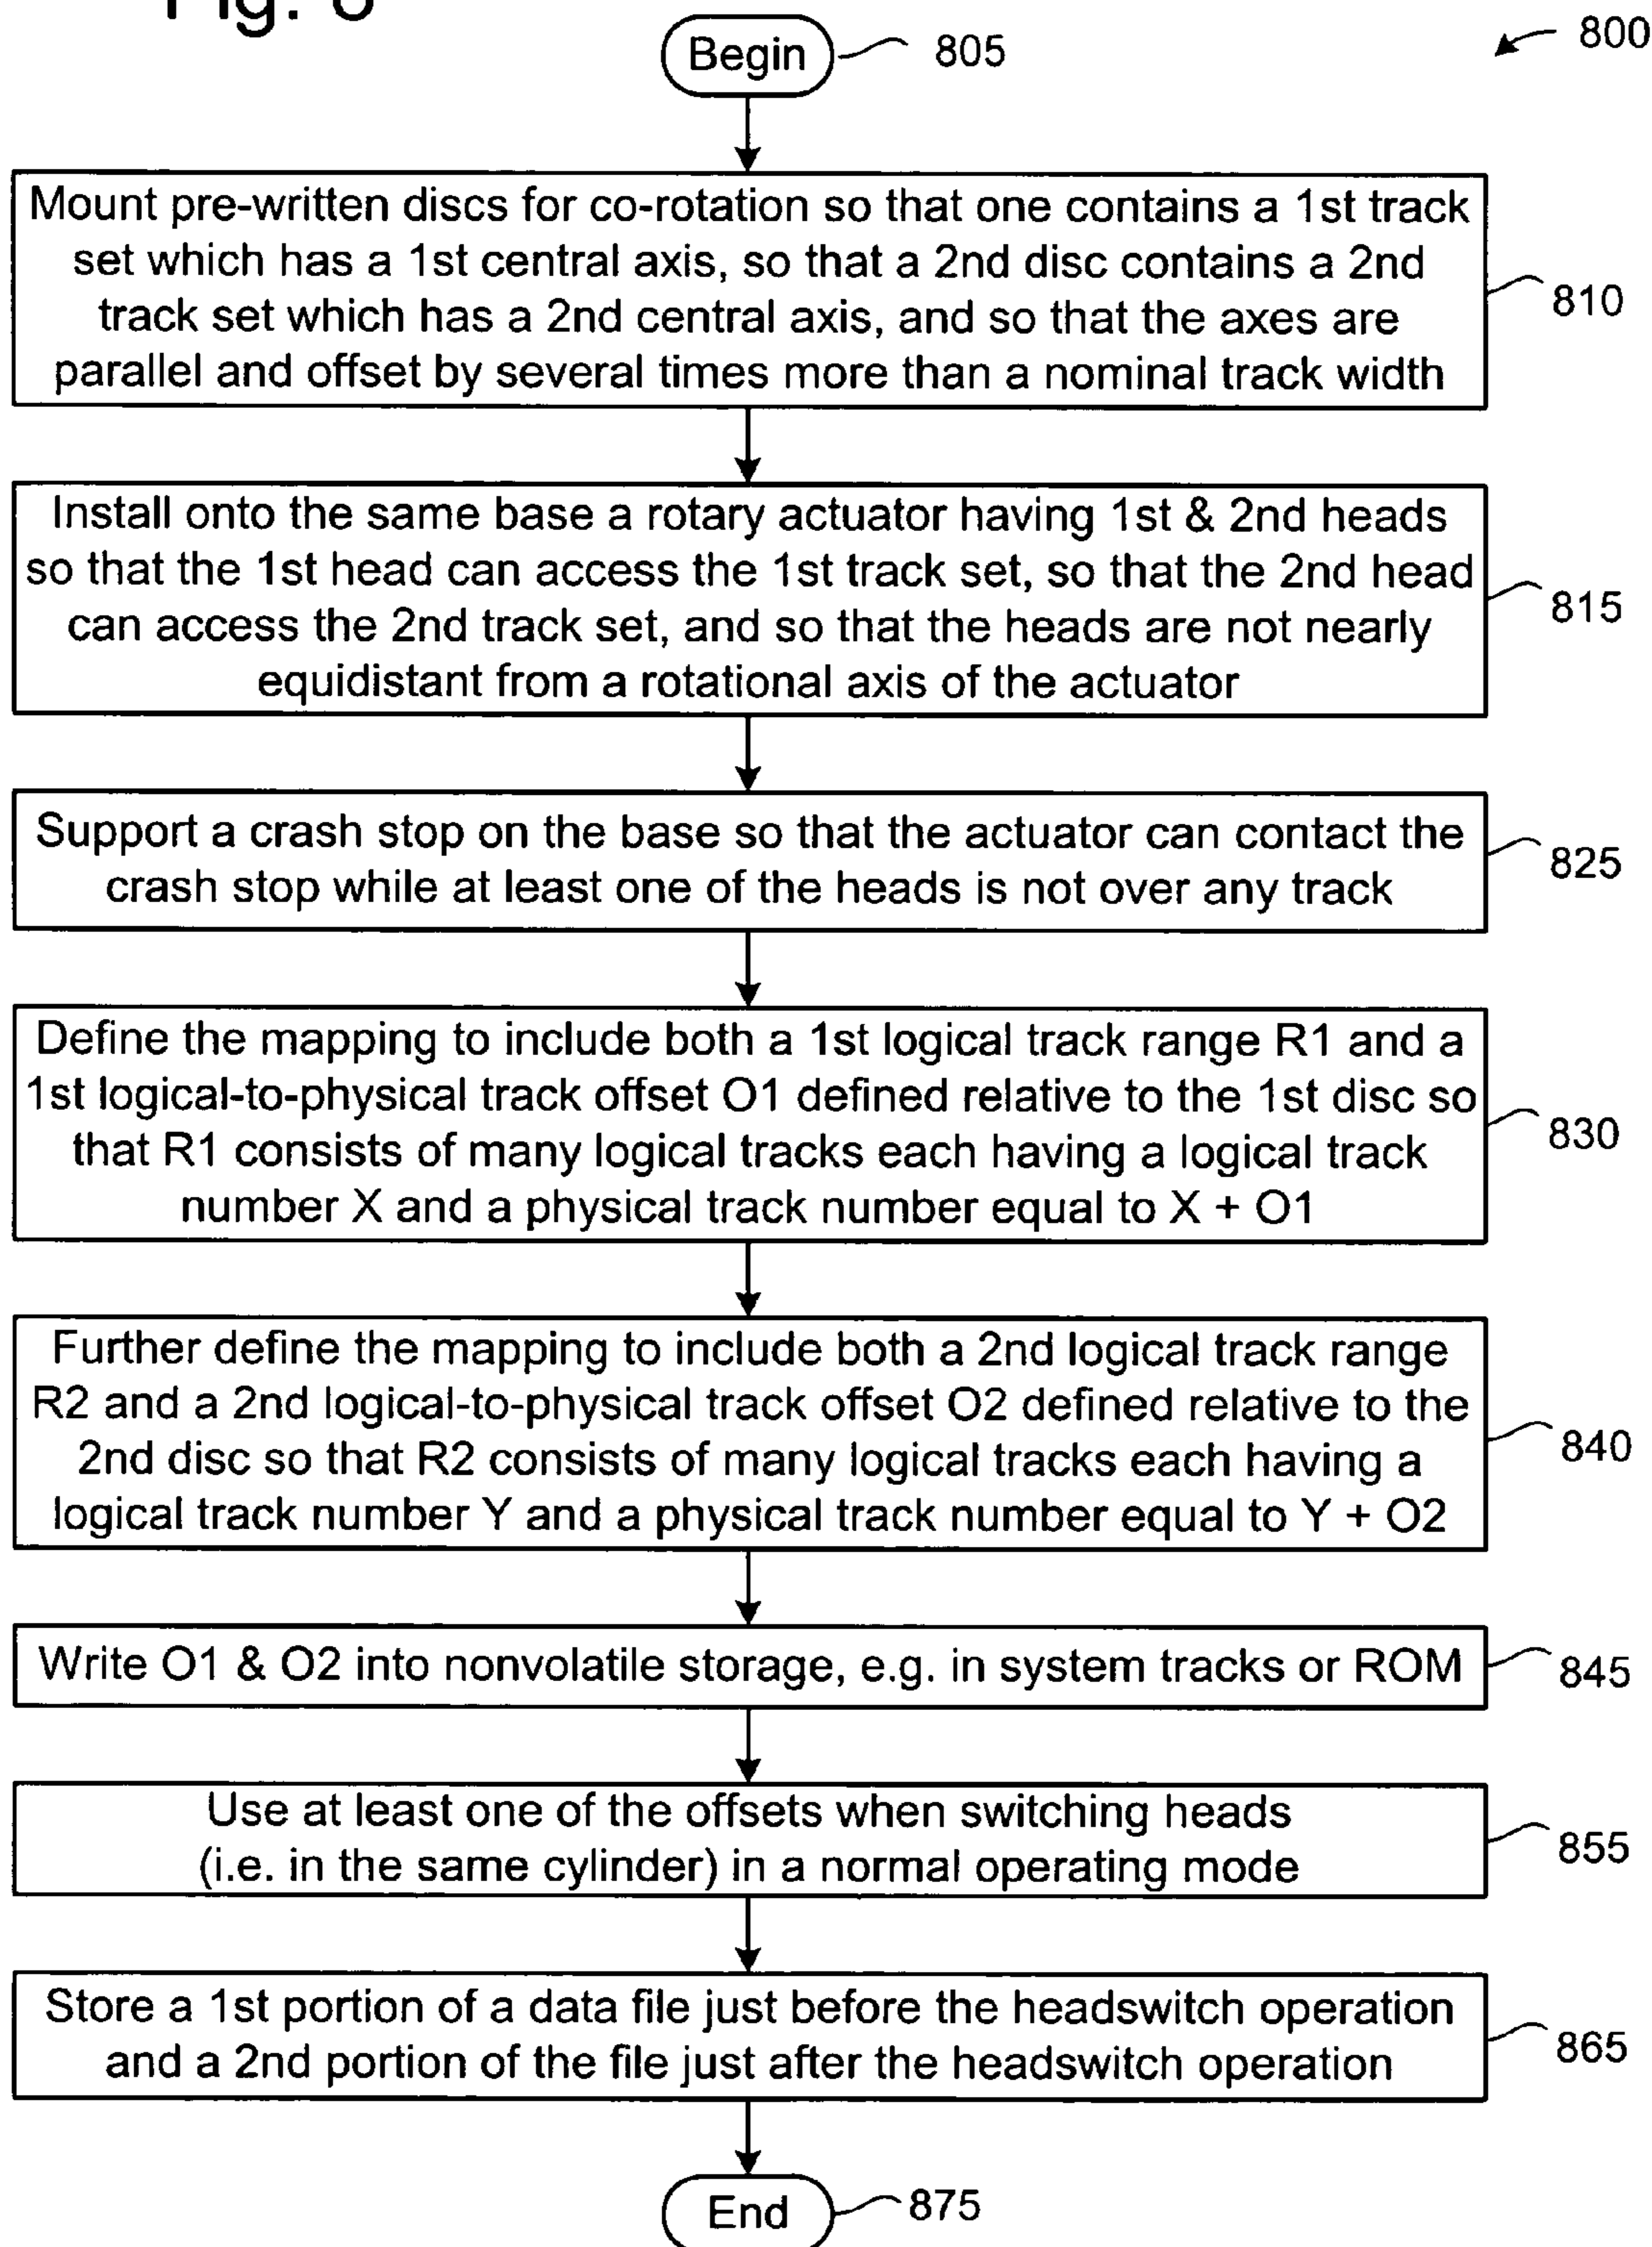 Fig. 8
Begin
805
800
Mount pre-written discs for co-rotation so that one contains a 1st track
set which has a 1st central axis, so that a 2nd disc contains a 2nd
track set which has a 2nd central axis, and so that the axes are
parallel and offset by several times more than a nominal track width
810
Install onto the same base a rotary actuator having 1st & 2nd heads
so that the 1st head can access the 1st track set, so that the 2nd head
can access the 2nd track set, and so that the heads are not nearly
equidistant from a rotational axis of the actuator
815
Support a crash stop on the base so that the actuator can contact the
crash stop while at least one of the heads is not over any track
825
Define the mapping to include both a 1st logical track range R1 and a
1st logical-to-physical track offset O1 defined relative to the 1st disc so
that R1 consists of many logical tracks each having a logical track
number X and a physical track number equal to X + O1
830
Further define the mapping to include both a 2nd logical track range
R2 and a 2nd logical-to-physical track offset O2 defined relative to the
2nd disc so that R2 consists of many logical tracks each having a
logical track number Y and a physical track number equal to Y + O2
840
Write O1 & O2 into nonvolatile storage, e.g. in system tracks or ROM
845
Use at least one of the offsets when switching heads
(i.e. in the same cylinder) in a normal operating mode
855
Store a 1st portion of a data file just before the headswitch operation
and a 2nd portion of the file just after the headswitch operation
865
End
875